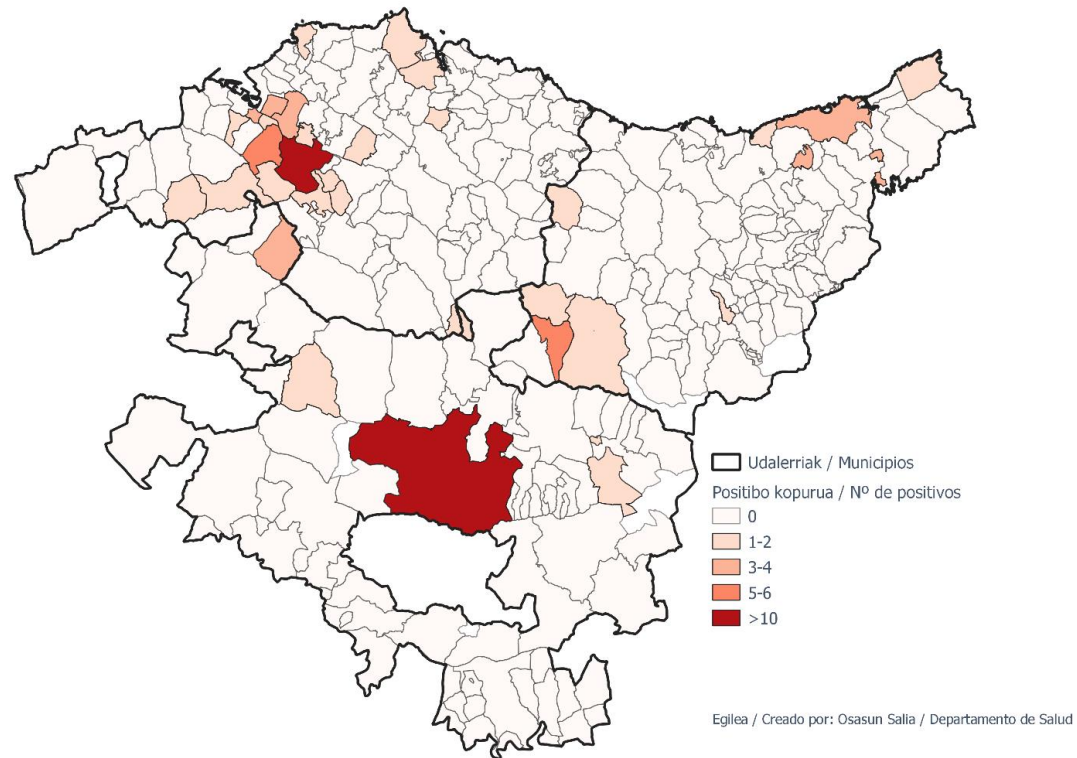 Udalerriak / Municipios
Positibo kopurua / Nº de positivos
0
1-2
3-4
5-6
>10
Egilea / Creado por: Osasun Salia / Departamento de Salud